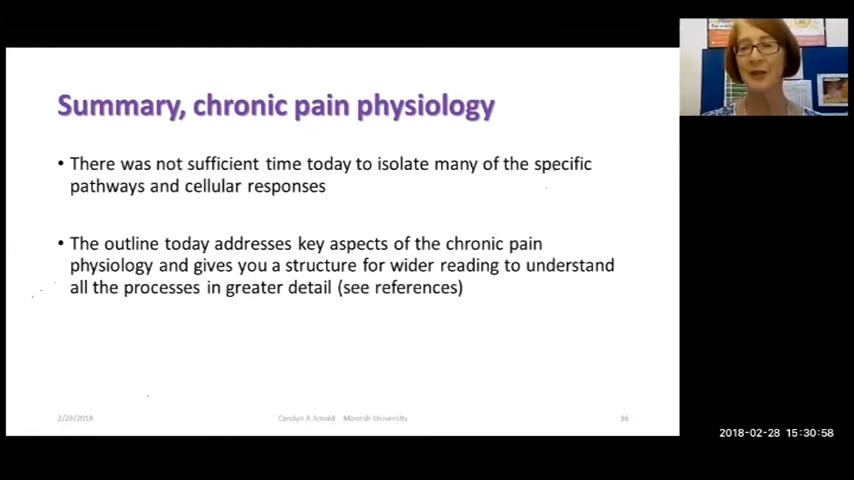 Summary, chronic pain physiology
• There was not sufficient time today to isolate many of the specific
pathways and cellular responses
• The outline today addresses key aspects of the chronic pain
physiology and gives you a structure for wider reading to understand
all the processes in greater detail (see references)
2/28/2018
Carolyn A Arnold Monash University
36
2018-02-28 15:30:58